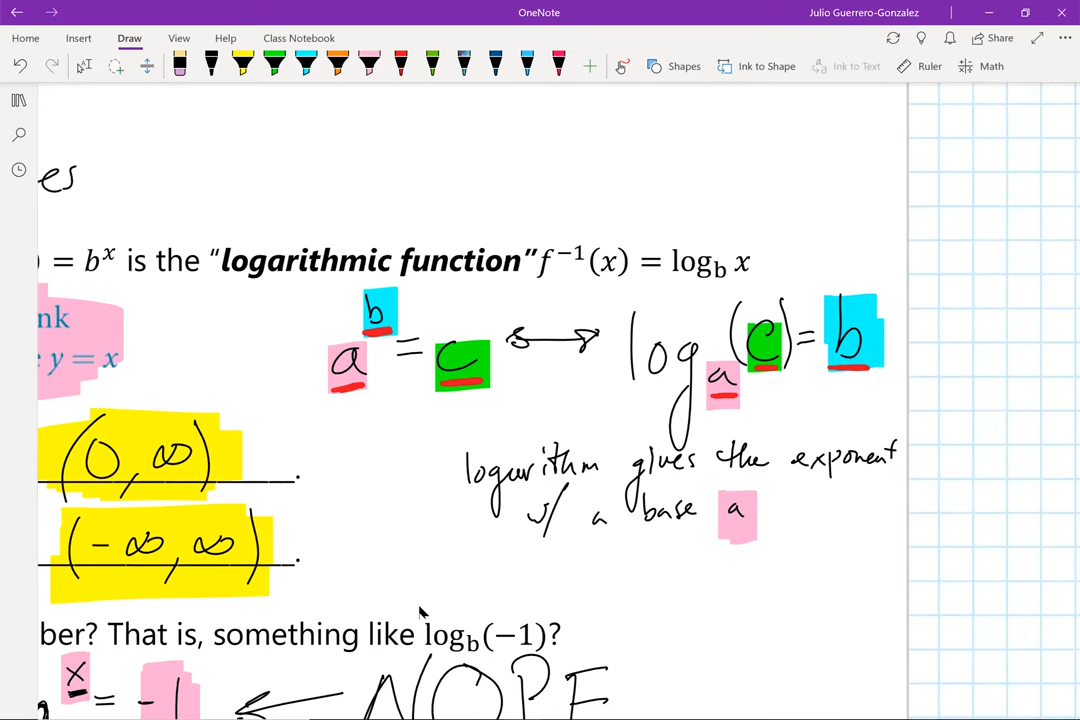 OneNote
Julio Guerrero-Gonzalez
Home Insert Draw View Help Class Notebook
Share
Shapes Ink to Shape Ink to Text Ruler Math
es
) = bˣ is the "logarithmic function" f⁻¹(x) = log_b x
nk
y = x
a^b = c ↔ log_a (c) = b
(0, ∞) .
logarithm gives the exponent
w/ a base a
(-∞, ∞) .
ber? That is, something like log_b(−1)?
x = -1 ← NOPE